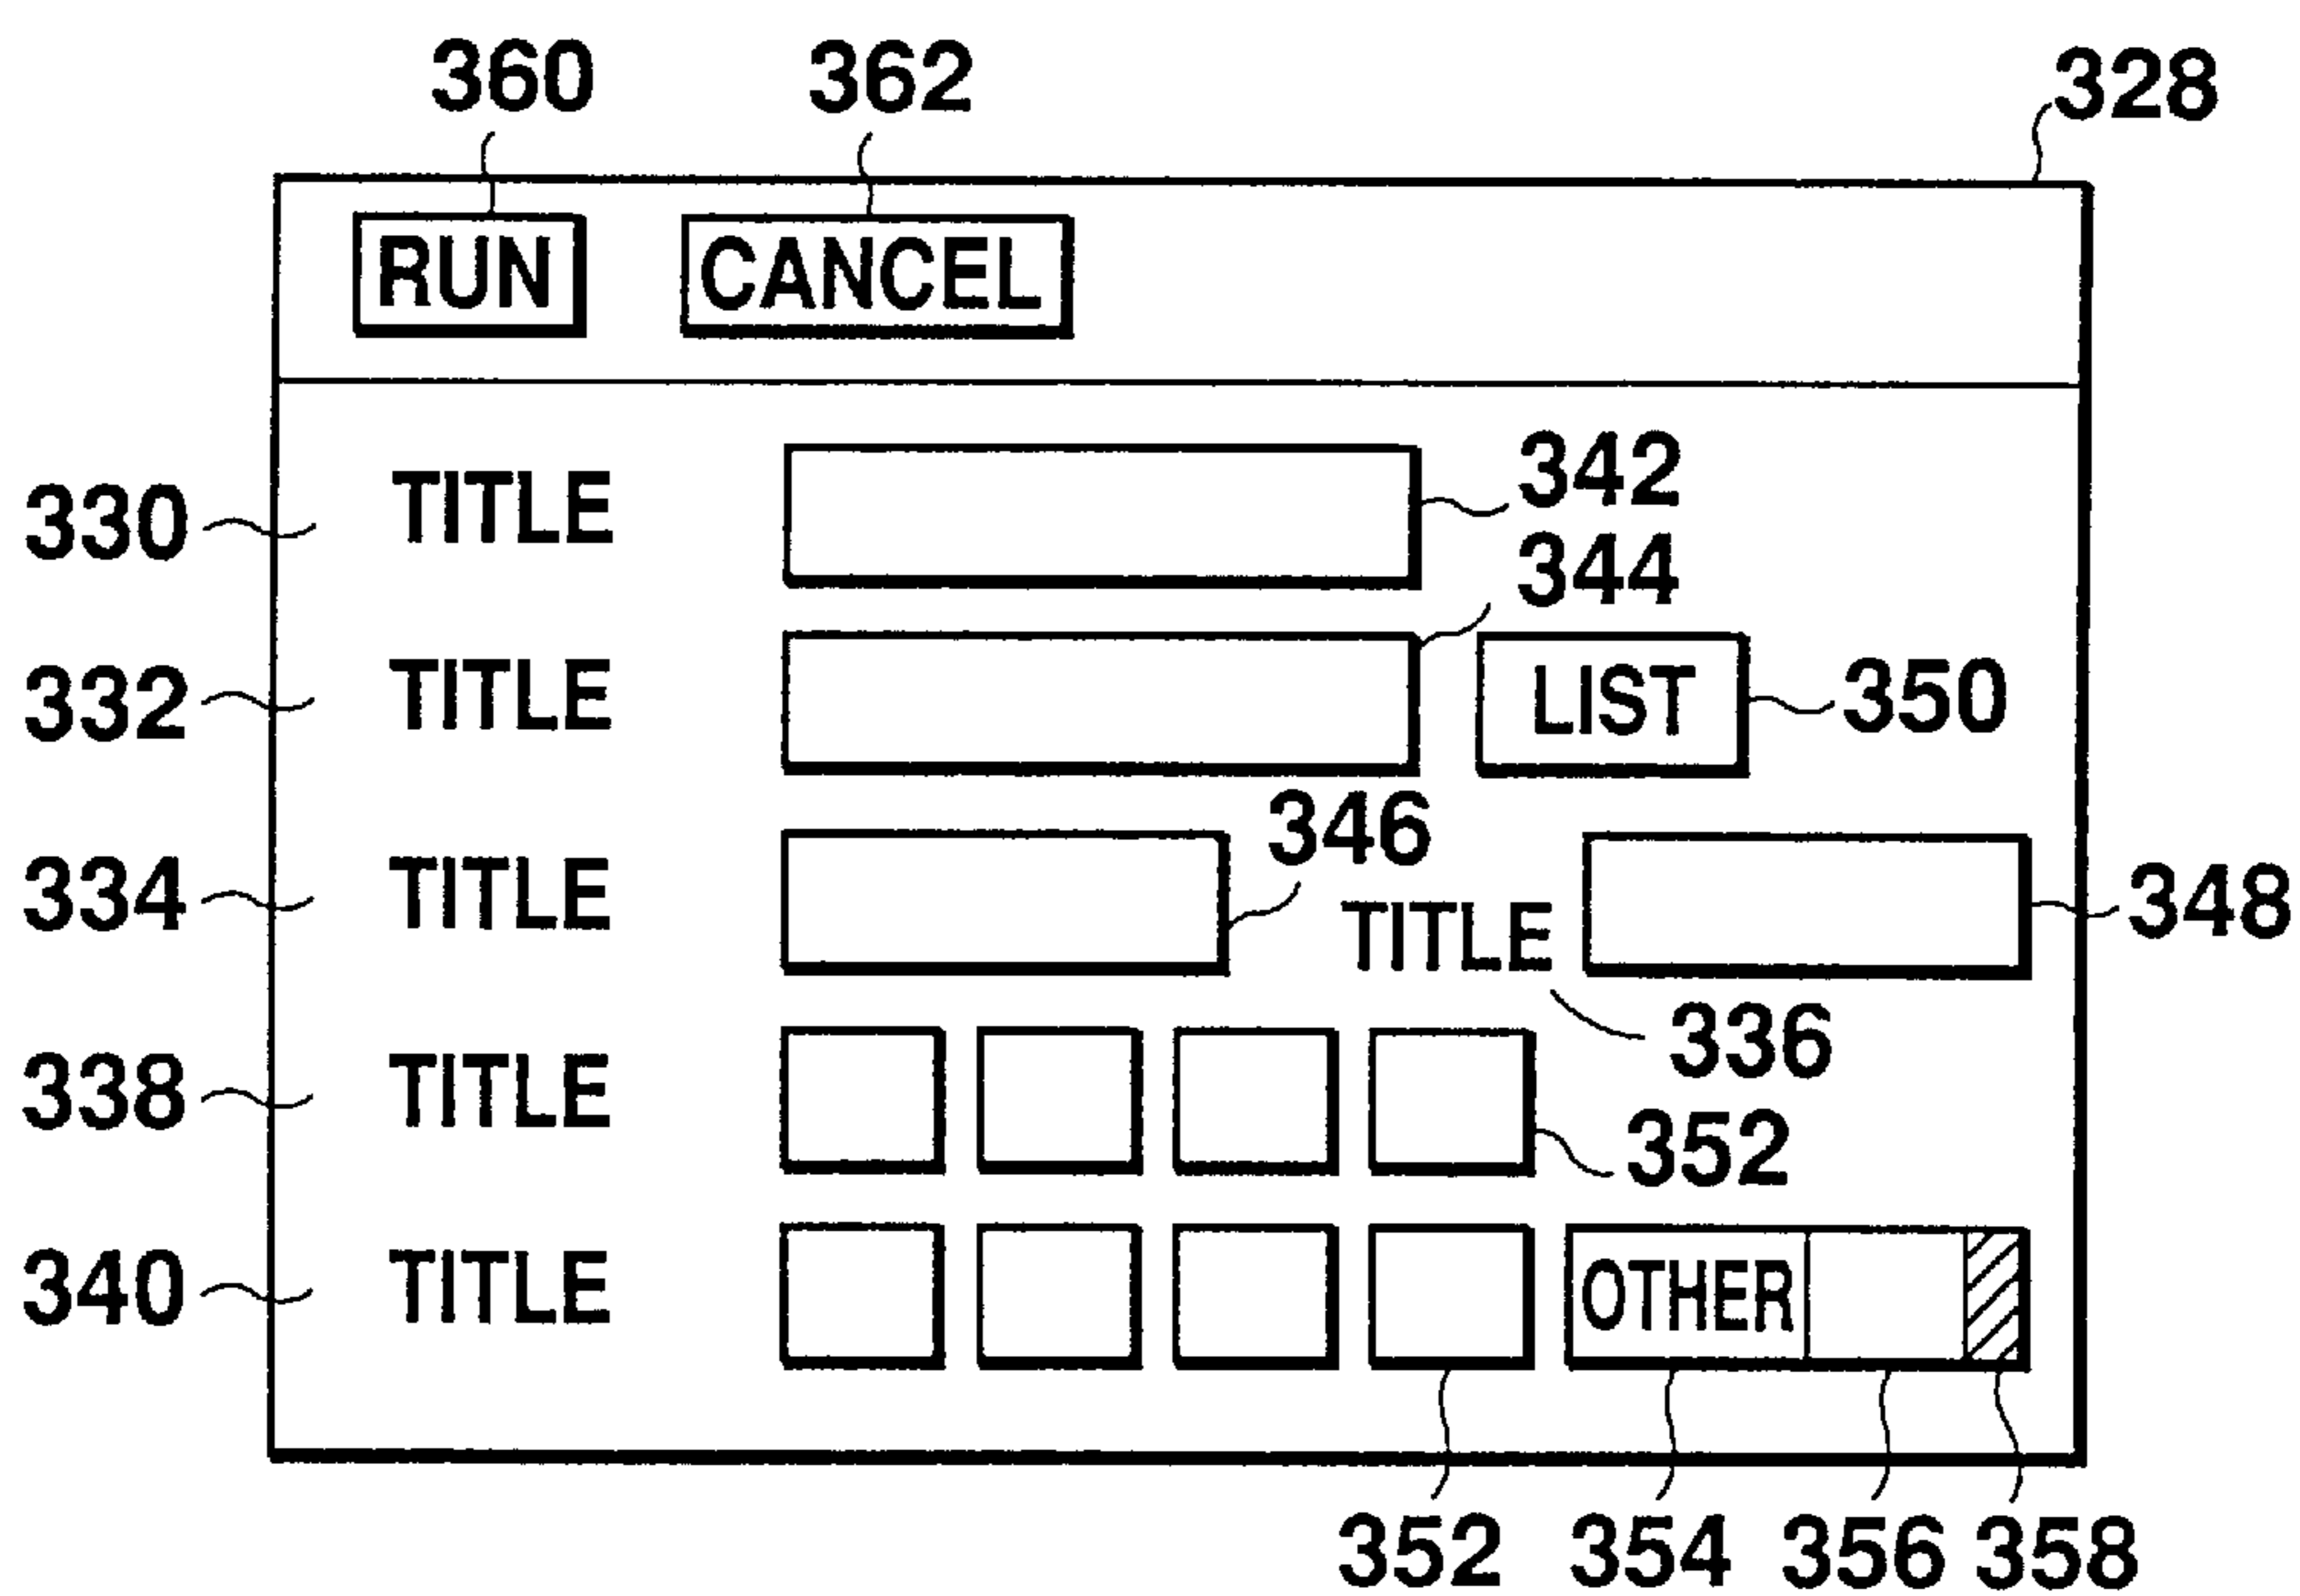 360 362 328
RUN CANCEL
330 TITLE 342
344
332 TITLE LIST 350
346
334 TITLE TITLE 348
336
338 TITLE 352
340 TITLE OTHER
352 354 356 358